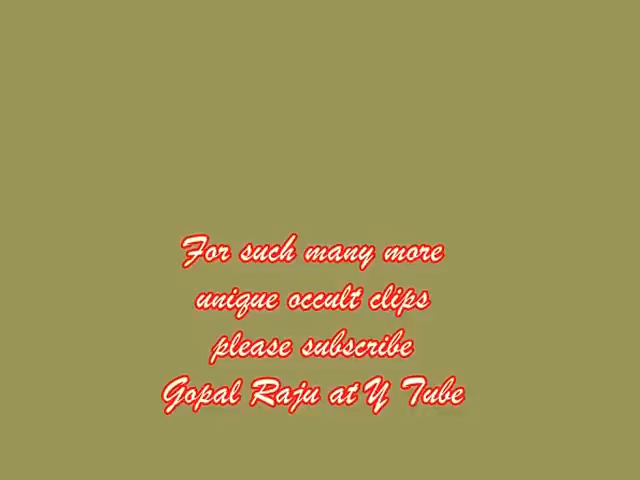 For such many more
unique occult clips
please subscribe
Gopal Raju at Y Tube